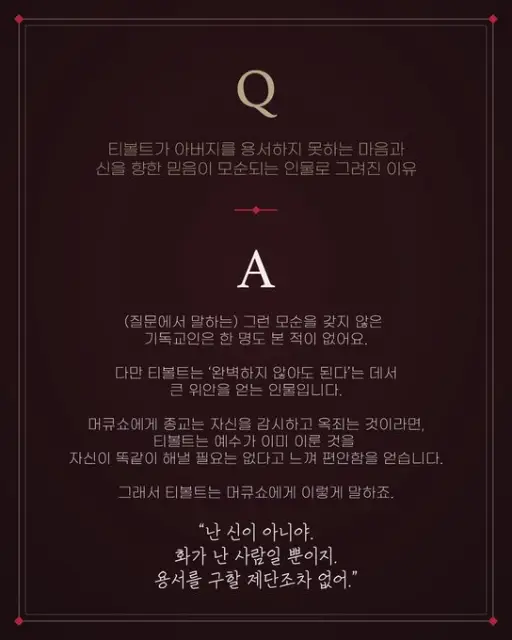 Q
티볼트가 아버지를 용서하지 못하는 마음과
신을 향한 믿음이 모순되는 인물로 그려진 이유
A
(질문에서 말하는) 그런 모순을 갖지 않은
기독교인은 한 명도 본 적이 없어요.
다만 티볼트는 ‘완벽하지 않아도 된다’는 데서
큰 위안을 얻는 인물입니다.
머큐쇼에게 종교는 자신을 감시하고 옥죄는 것이라면,
티볼트는 예수가 이미 이룬 것을
자신이 똑같이 해낼 필요는 없다고 느껴 편안함을 얻습니다.
그래서 티볼트는 머큐쇼에게 이렇게 말하죠.
“난 신이 아니야.
화가 난 사람일 뿐이지.
용서를 구할 제단조차 없어.”